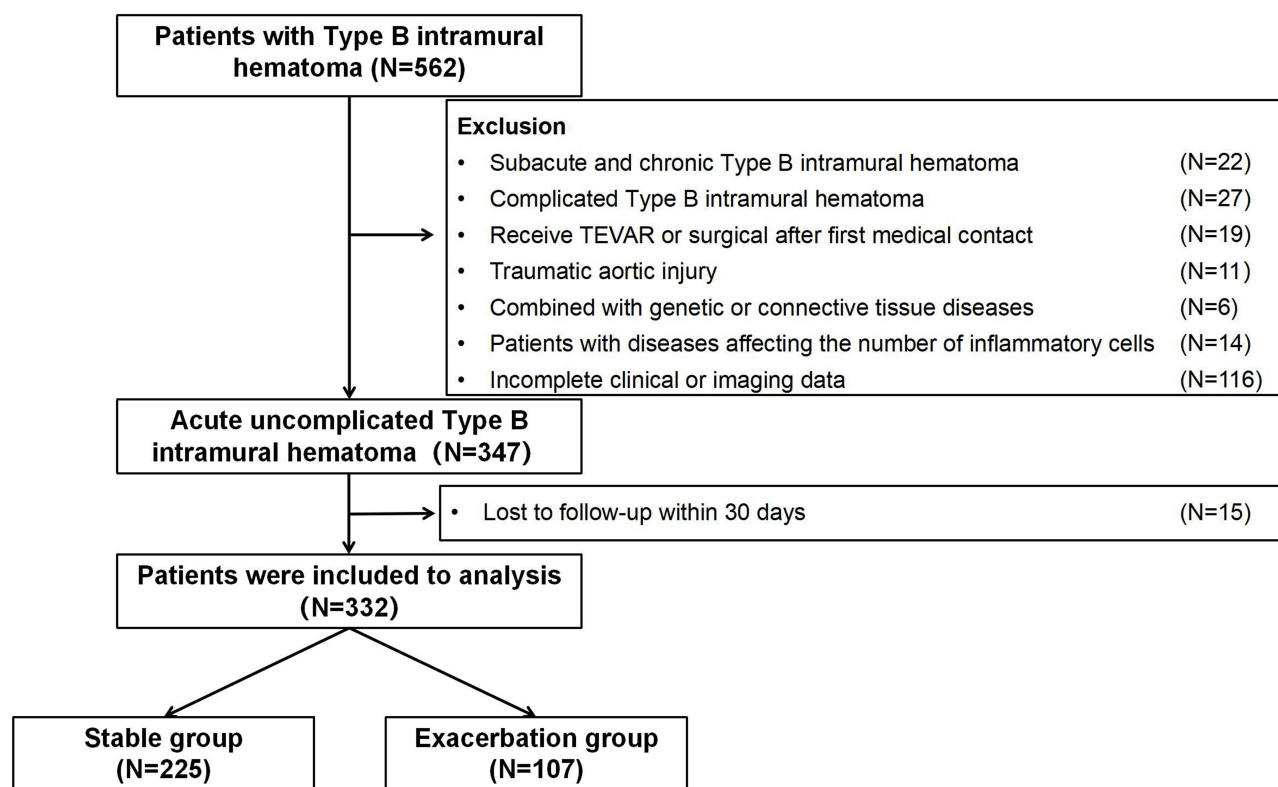 Patients with Type B intramural
hematoma (N=562)
Exclusion
• Subacute and chronic Type B intramural hematoma (N=22)
• Complicated Type B intramural hematoma (N=27)
• Receive TEVAR or surgical after first medical contact (N=19)
• Traumatic aortic injury (N=11)
• Combined with genetic or connective tissue diseases (N=6)
• Patients with diseases affecting the number of inflammatory cells (N=14)
• Incomplete clinical or imaging data (N=116)
Acute uncomplicated Type B
intramural hematoma（N=347)
• Lost to follow-up within 30 days (N=15)
Patients were included to analysis
（N=332)
Stable group
(N=225)
Exacerbation group
(N=107)